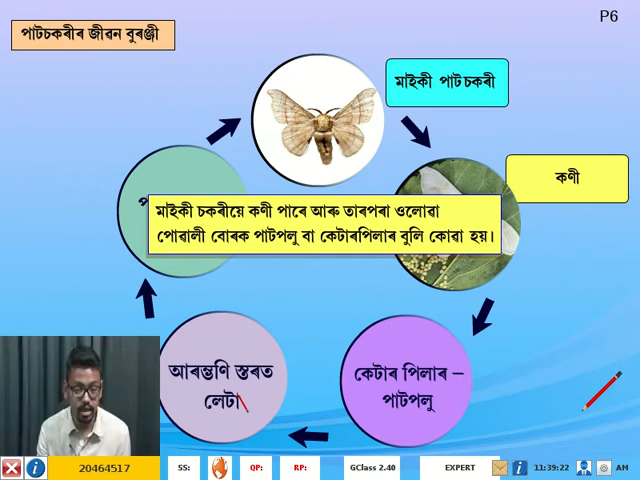 P6
পাটচকৰীৰ জীৱন বুৰঞ্জী
মাইকী পাটচকৰী
কণী
মাইকী চকৰীয়ে কণী পাৰে আৰু তাৰপৰা ওলোৱা
পোৱালী বোৰক পাটপলু বা কেটাৰপিলাৰ বুলি কোৱা হয়।
আৰম্ভণি স্তৰত
লেটা
কেটাৰ পিলাৰ –
পাটপলু
20464517
SS:
QP:
RP:
GClass 2.40
EXPERT
11:39:22
AM